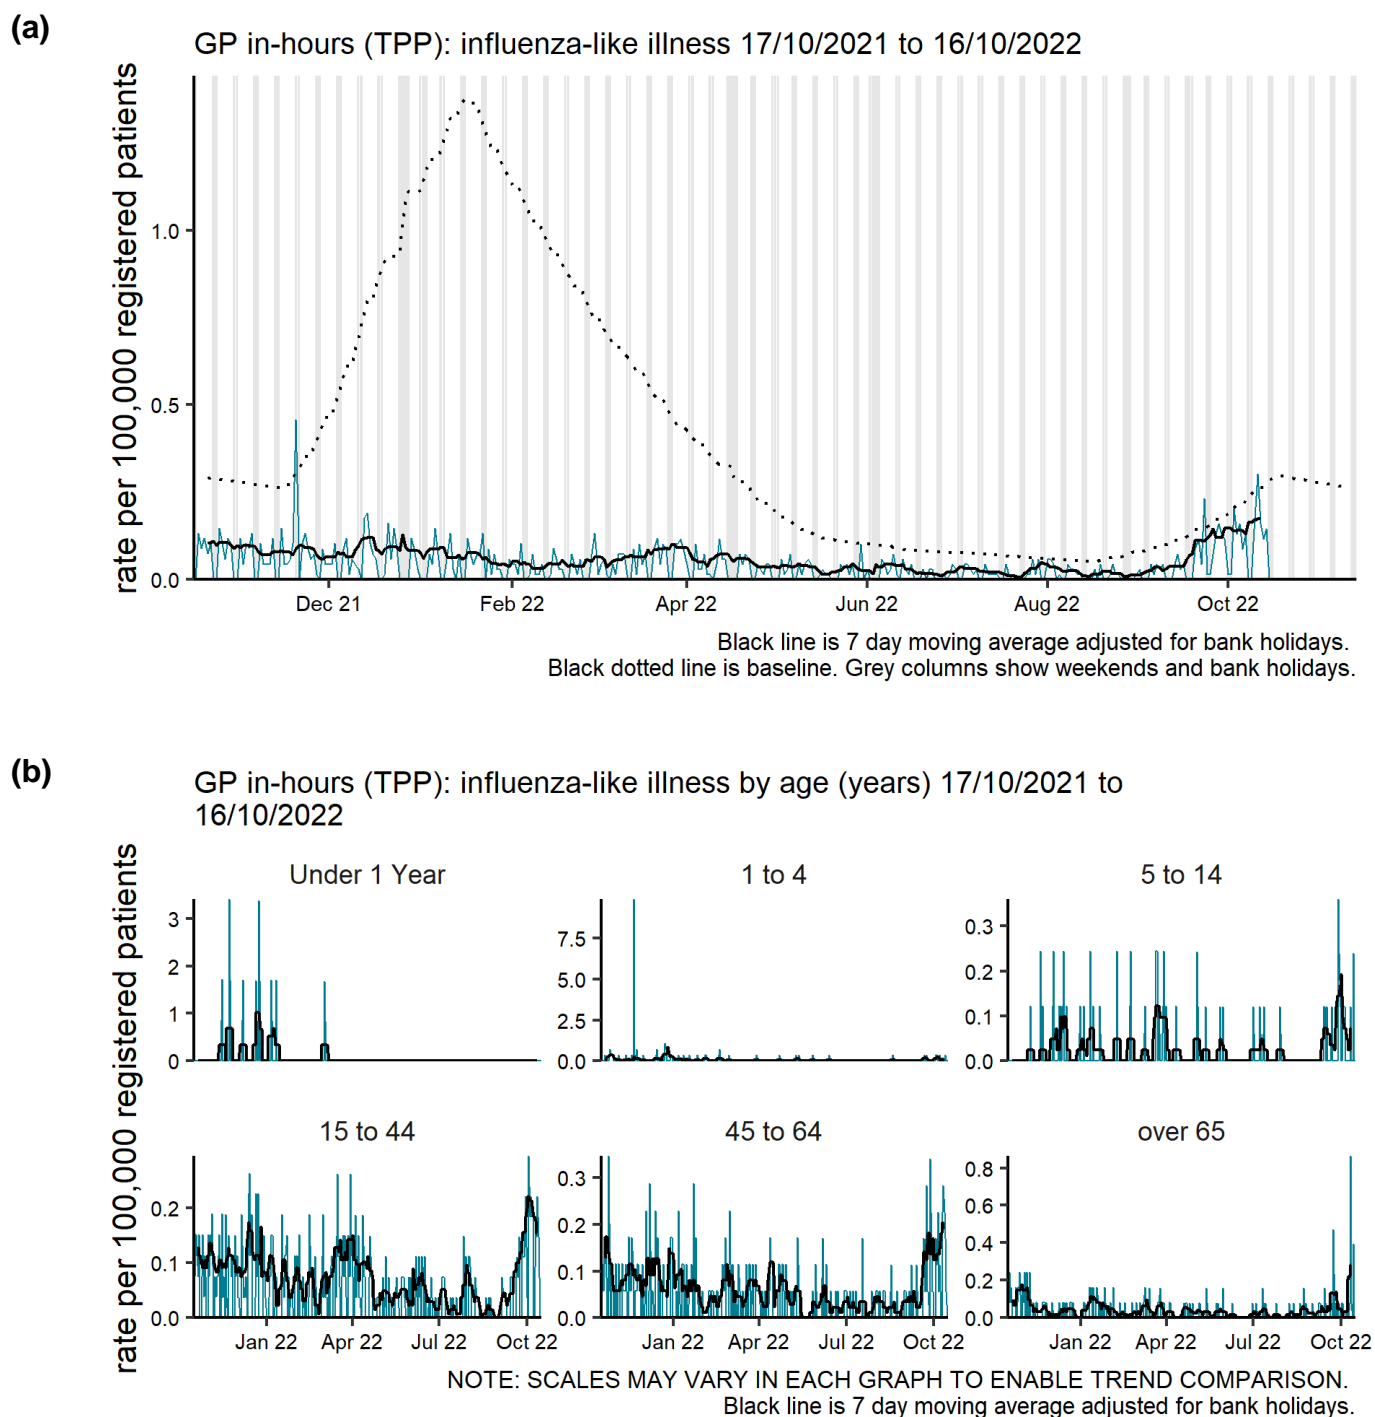 (a)
GP in-hours (TPP): influenza-like illness 17/10/2021 to 16/10/2022
rate per 100,000 registered patients
1.0
0.5
0.0
Dec 21 Feb 22 Apr 22 Jun 22 Aug 22 Oct 22
Black line is 7 day moving average adjusted for bank holidays.
Black dotted line is baseline. Grey columns show weekends and bank holidays.
(b)
GP in-hours (TPP): influenza-like illness by age (years) 17/10/2021 to
16/10/2022
rate per 100,000 registered patients
Under 1 Year
3
2
1
0
1 to 4
7.5
5.0
2.5
0.0
5 to 14
0.3
0.2
0.1
0.0
15 to 44
0.2
0.1
0.0
Jan 22 Apr 22 Jul 22 Oct 22
45 to 64
0.3
0.2
0.1
0.0
Jan 22 Apr 22 Jul 22 Oct 22
over 65
0.8
0.6
0.4
0.2
0.0
Jan 22 Apr 22 Jul 22 Oct 22
NOTE: SCALES MAY VARY IN EACH GRAPH TO ENABLE TREND COMPARISON.
Black line is 7 day moving average adjusted for bank holidays.